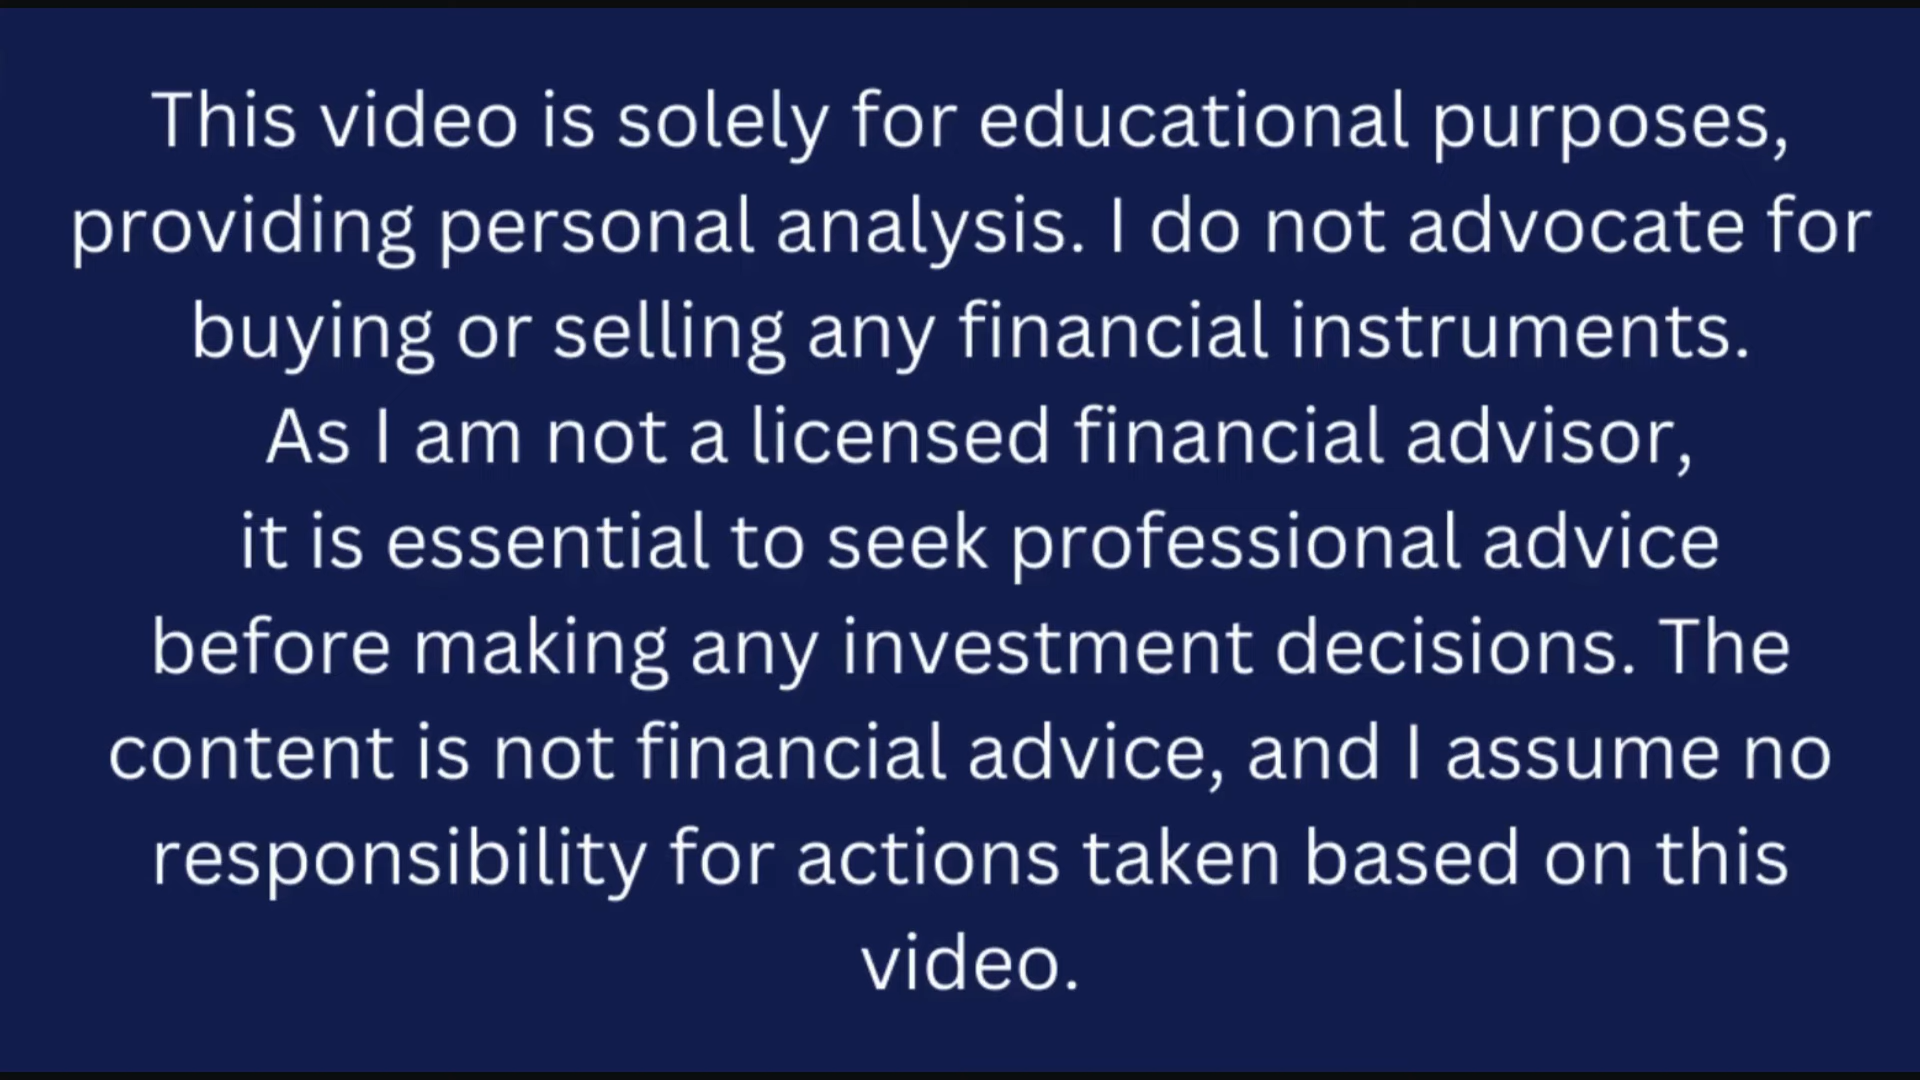 This video is solely for educational purposes,
providing personal analysis. I do not advocate for
buying or selling any financial instruments.
As I am not a licensed financial advisor,
it is essential to seek professional advice
before making any investment decisions. The
content is not financial advice, and I assume no
responsibility for actions taken based on this
video.